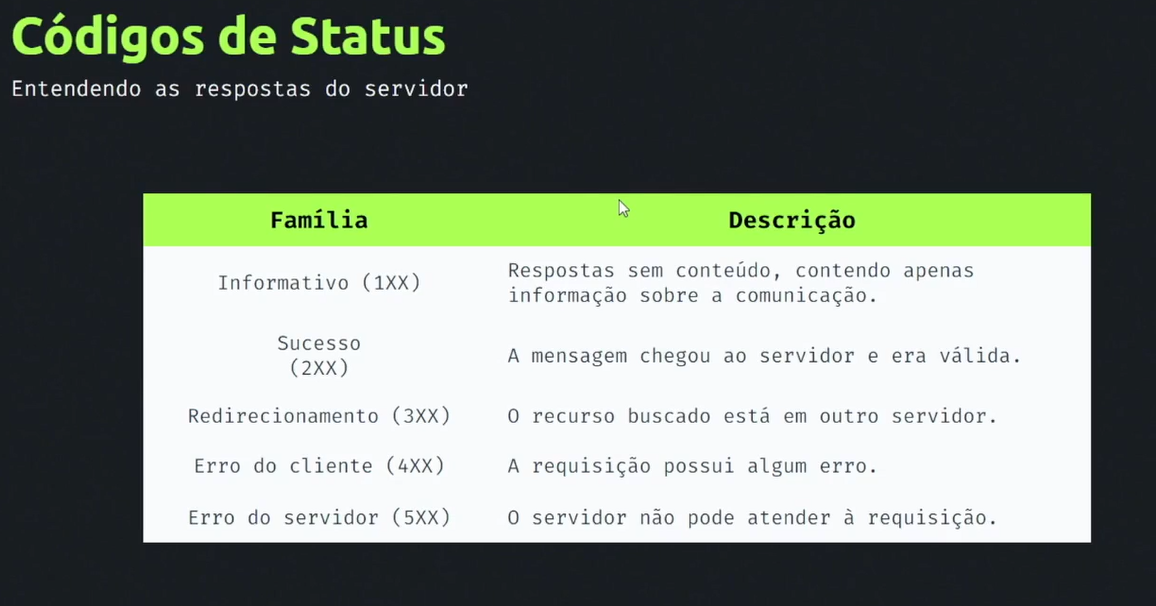 Códigos de Status
Entendendo as respostas do servidor
Família
Descrição
Informativo (1XX)
Respostas sem conteúdo, contendo apenas
informação sobre a comunicação.
Sucesso
(2XX)
A mensagem chegou ao servidor e era válida.
Redirecionamento (3XX)
O recurso buscado está em outro servidor.
Erro do cliente (4XX)
A requisição possui algum erro.
Erro do servidor (5XX)
O servidor não pode atender à requisição.